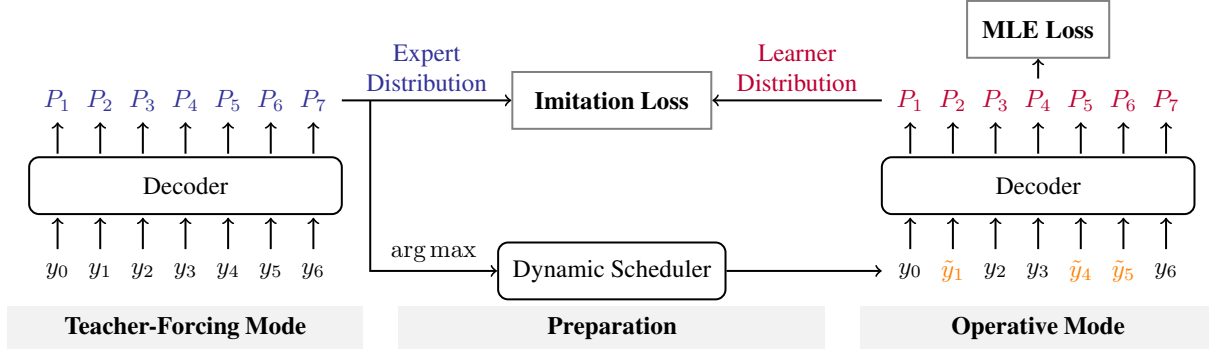 MLE Loss
Expert
Distribution
Learner
Distribution
Imitation Loss
P₁ P₂ P₃ P₄ P₅ P₆ P₇
P₁ P₂ P₃ P₄ P₅ P₆ P₇
Decoder
Decoder
arg max
y₀ y₁ y₂ y₃ y₄ y₅ y₆
Dynamic Scheduler
y₀ ỹ₁ y₂ y₃ ỹ₄ ỹ₅ y₆
Teacher-Forcing Mode
Preparation
Operative Mode